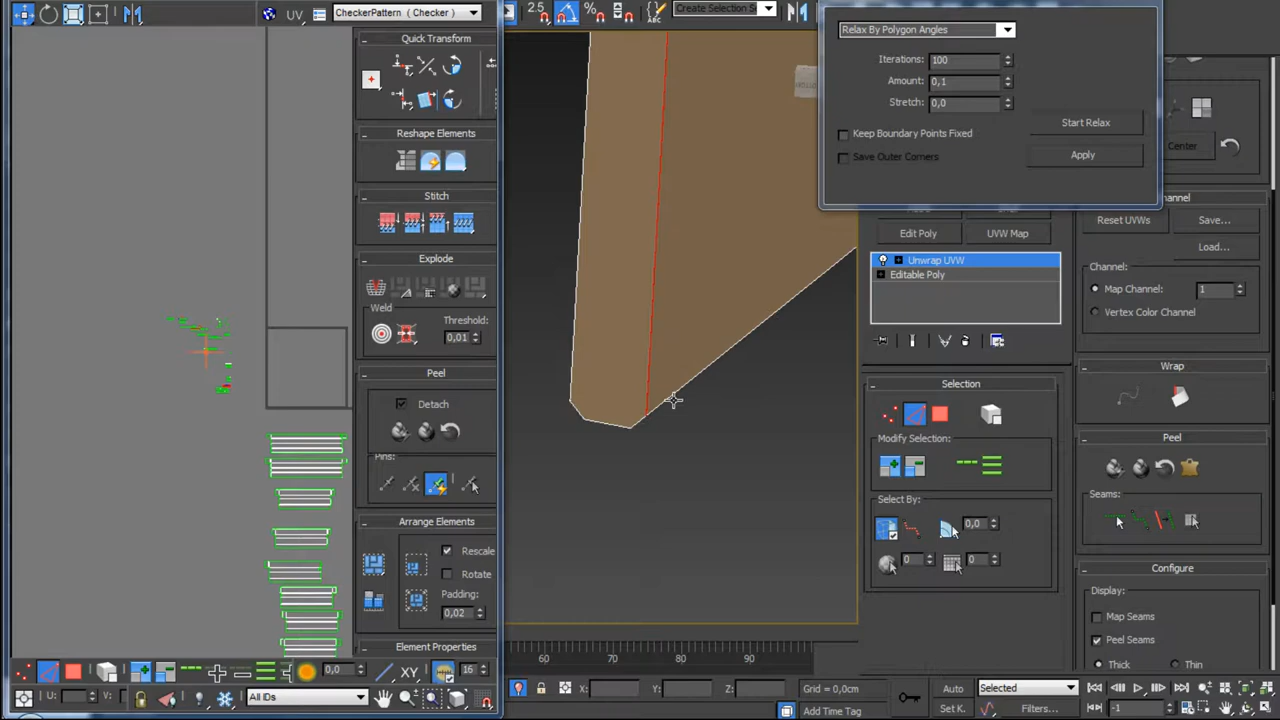 UV
CheckerPattern ( Checker )
2.5
%
Create Selection Se
Quick Transform
Reshape Elements
Stitch
Explode
Weld
Threshold:
0,01
Peel
Detach
Pins:
Arrange Elements
Rescale
Rotate
Padding:
0,02
Element Properties
0,0
XY
16
U:
V:
All IDs
Relax By Polygon Angles
Iterations: 100
Amount: 0,1
Stretch: 0,0
Start Relax
Keep Boundary Points Fixed
Save Outer Corners
Apply
Edit Poly
UVW Map
Unwrap UVW
Editable Poly
Selection
Modify Selection:
Select By:
0,0
0
0
Center
Channel
Reset UVWs
Save...
Load...
Channel:
Map Channel: 1
Vertex Color Channel
Wrap
Peel
Seams:
Configure
Display:
Map Seams
Peel Seams
Thick
Thin
60
70
80
90
X:
Y:
Z:
Grid = 0,0cm
Add Time Tag
Auto
Selected
Set K.
Filters...
-1